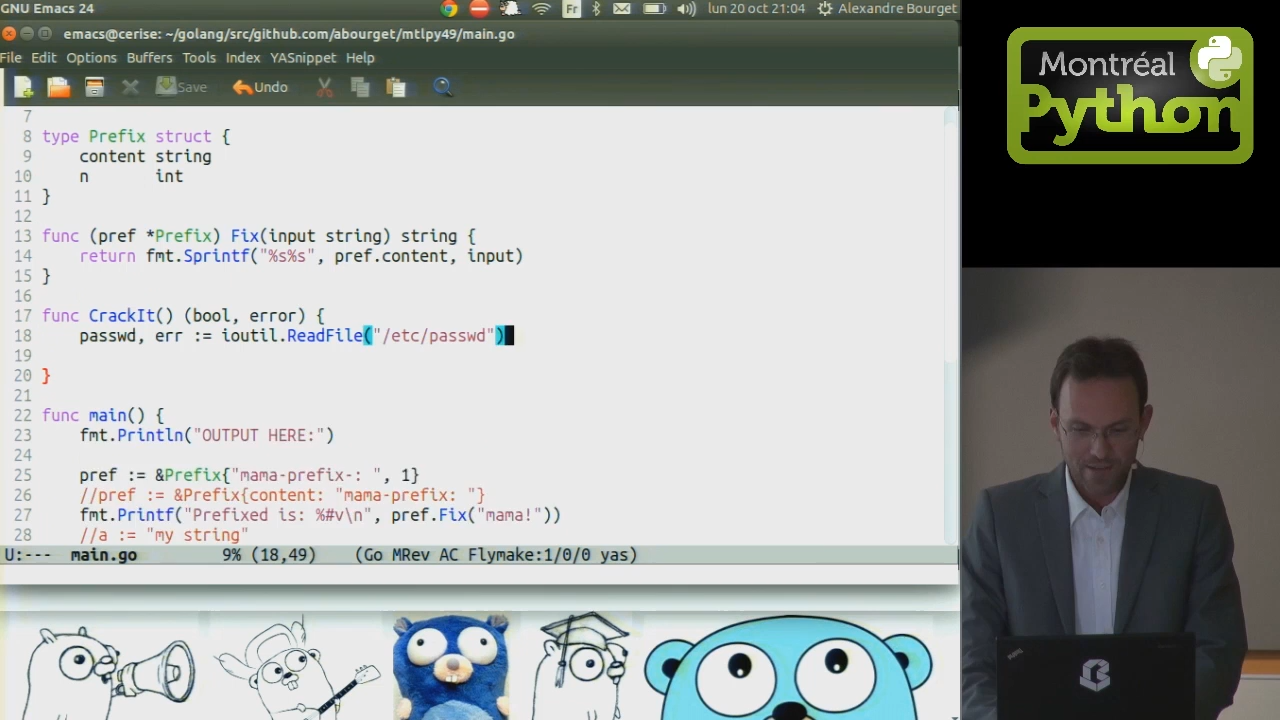 GNU Emacs 24
Fr
lun 20 oct 21:04
Alexandre Bourget
emacs@cerise: ~/golang/src/github.com/abourget/mtlpy49/main.go
File Edit Options Buffers Tools Index YASnippet Help
Save
Undo
7
8 type Prefix struct {
9 content string
10 n int
11 }
12
13 func (pref *Prefix) Fix(input string) string {
14 return fmt.Sprintf("%s%s", pref.content, input)
15 }
16
17 func CrackIt() (bool, error) {
18 passwd, err := ioutil.ReadFile("/etc/passwd")
19
20 }
21
22 func main() {
23 fmt.Println("OUTPUT HERE:")
24
25 pref := &Prefix{"mama-prefix-: ", 1}
26 //pref := &Prefix{content: "mama-prefix: "}
27 fmt.Printf("Prefixed is: %#v\n", pref.Fix("mama!"))
28 //a := "my string"
U:--- main.go 9% (18,49) (Go MRev AC Flymake:1/0/0 yas)
Montréal
Python